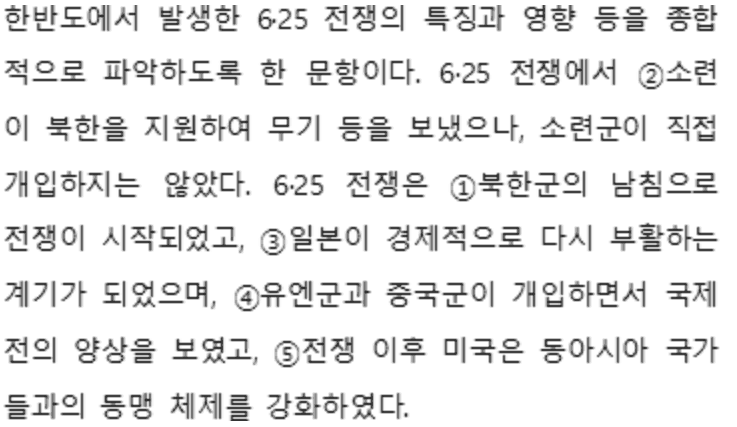 한반도에서 발생한 6·25 전쟁의 특징과 영향 등을 종합
적으로 파악하도록 한 문항이다. 6·25 전쟁에서 ②소련
이 북한을 지원하여 무기 등을 보냈으나, 소련군이 직접
개입하지는 않았다. 6·25 전쟁은 ①북한군의 남침으로
전쟁이 시작되었고, ③일본이 경제적으로 다시 부활하는
계기가 되었으며, ④유엔군과 중국군이 개입하면서 국제
전의 양상을 보였고, ⑤전쟁 이후 미국은 동아시아 국가
들과의 동맹 체제를 강화하였다.